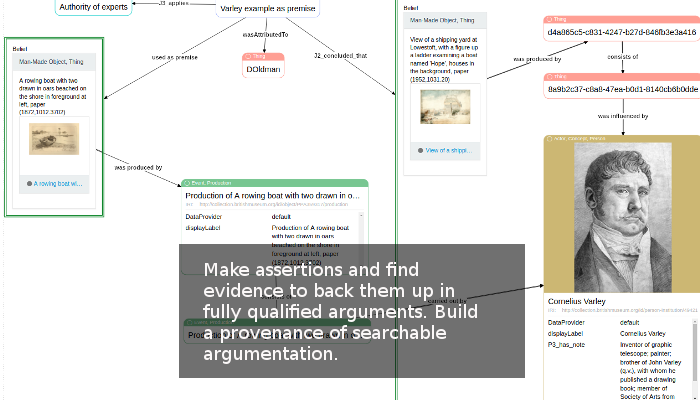 Authority of experts
J3_applies
Varley example as premise
wasAttributedTo
used as premise
J2_concluded_that
Thing
DOldman
Belief
Man-Made Object, Thing
A rowing boat with two
drawn in oars beached on
the shore in foreground at
left, paper
(1872,1012.3702)
A rowing boat wi...
was produced by
Event, Production
Production of A rowing boat with two drawn in o...
DataProvider default
displayLabel Production of A rowing boat
with two drawn in oars
beached on the shore in
foreground at left, paper
(1872,1012.3702)
Belief
Man-Made Object, Thing
View of a shipping yard at
Lowestoft, with a figure up
a ladder examining a boat
named 'Hope', houses in
the background, paper
(1952,1031.20)
View of a shippi...
was produced by
Thing
d4a865c5-c831-4247-b27d-846fb3e3a416
consists of
Thing
8a9b2c37-c8a8-47ea-b0d1-8140cb6b0dde
was influenced by
Actor, Concept, Person
carried out by
Cornelius Varley
DataProvider default
displayLabel Cornelius Varley
P3_has_note Inventor of graphic
telescope; painter;
brother of John Varley
(q.v.), with whom he
published a drawing
book; member of
Society of Arts from
Make assertions and find
evidence to back them up in
fully qualified arguments. Build
a provenance of searchable
argumentation.